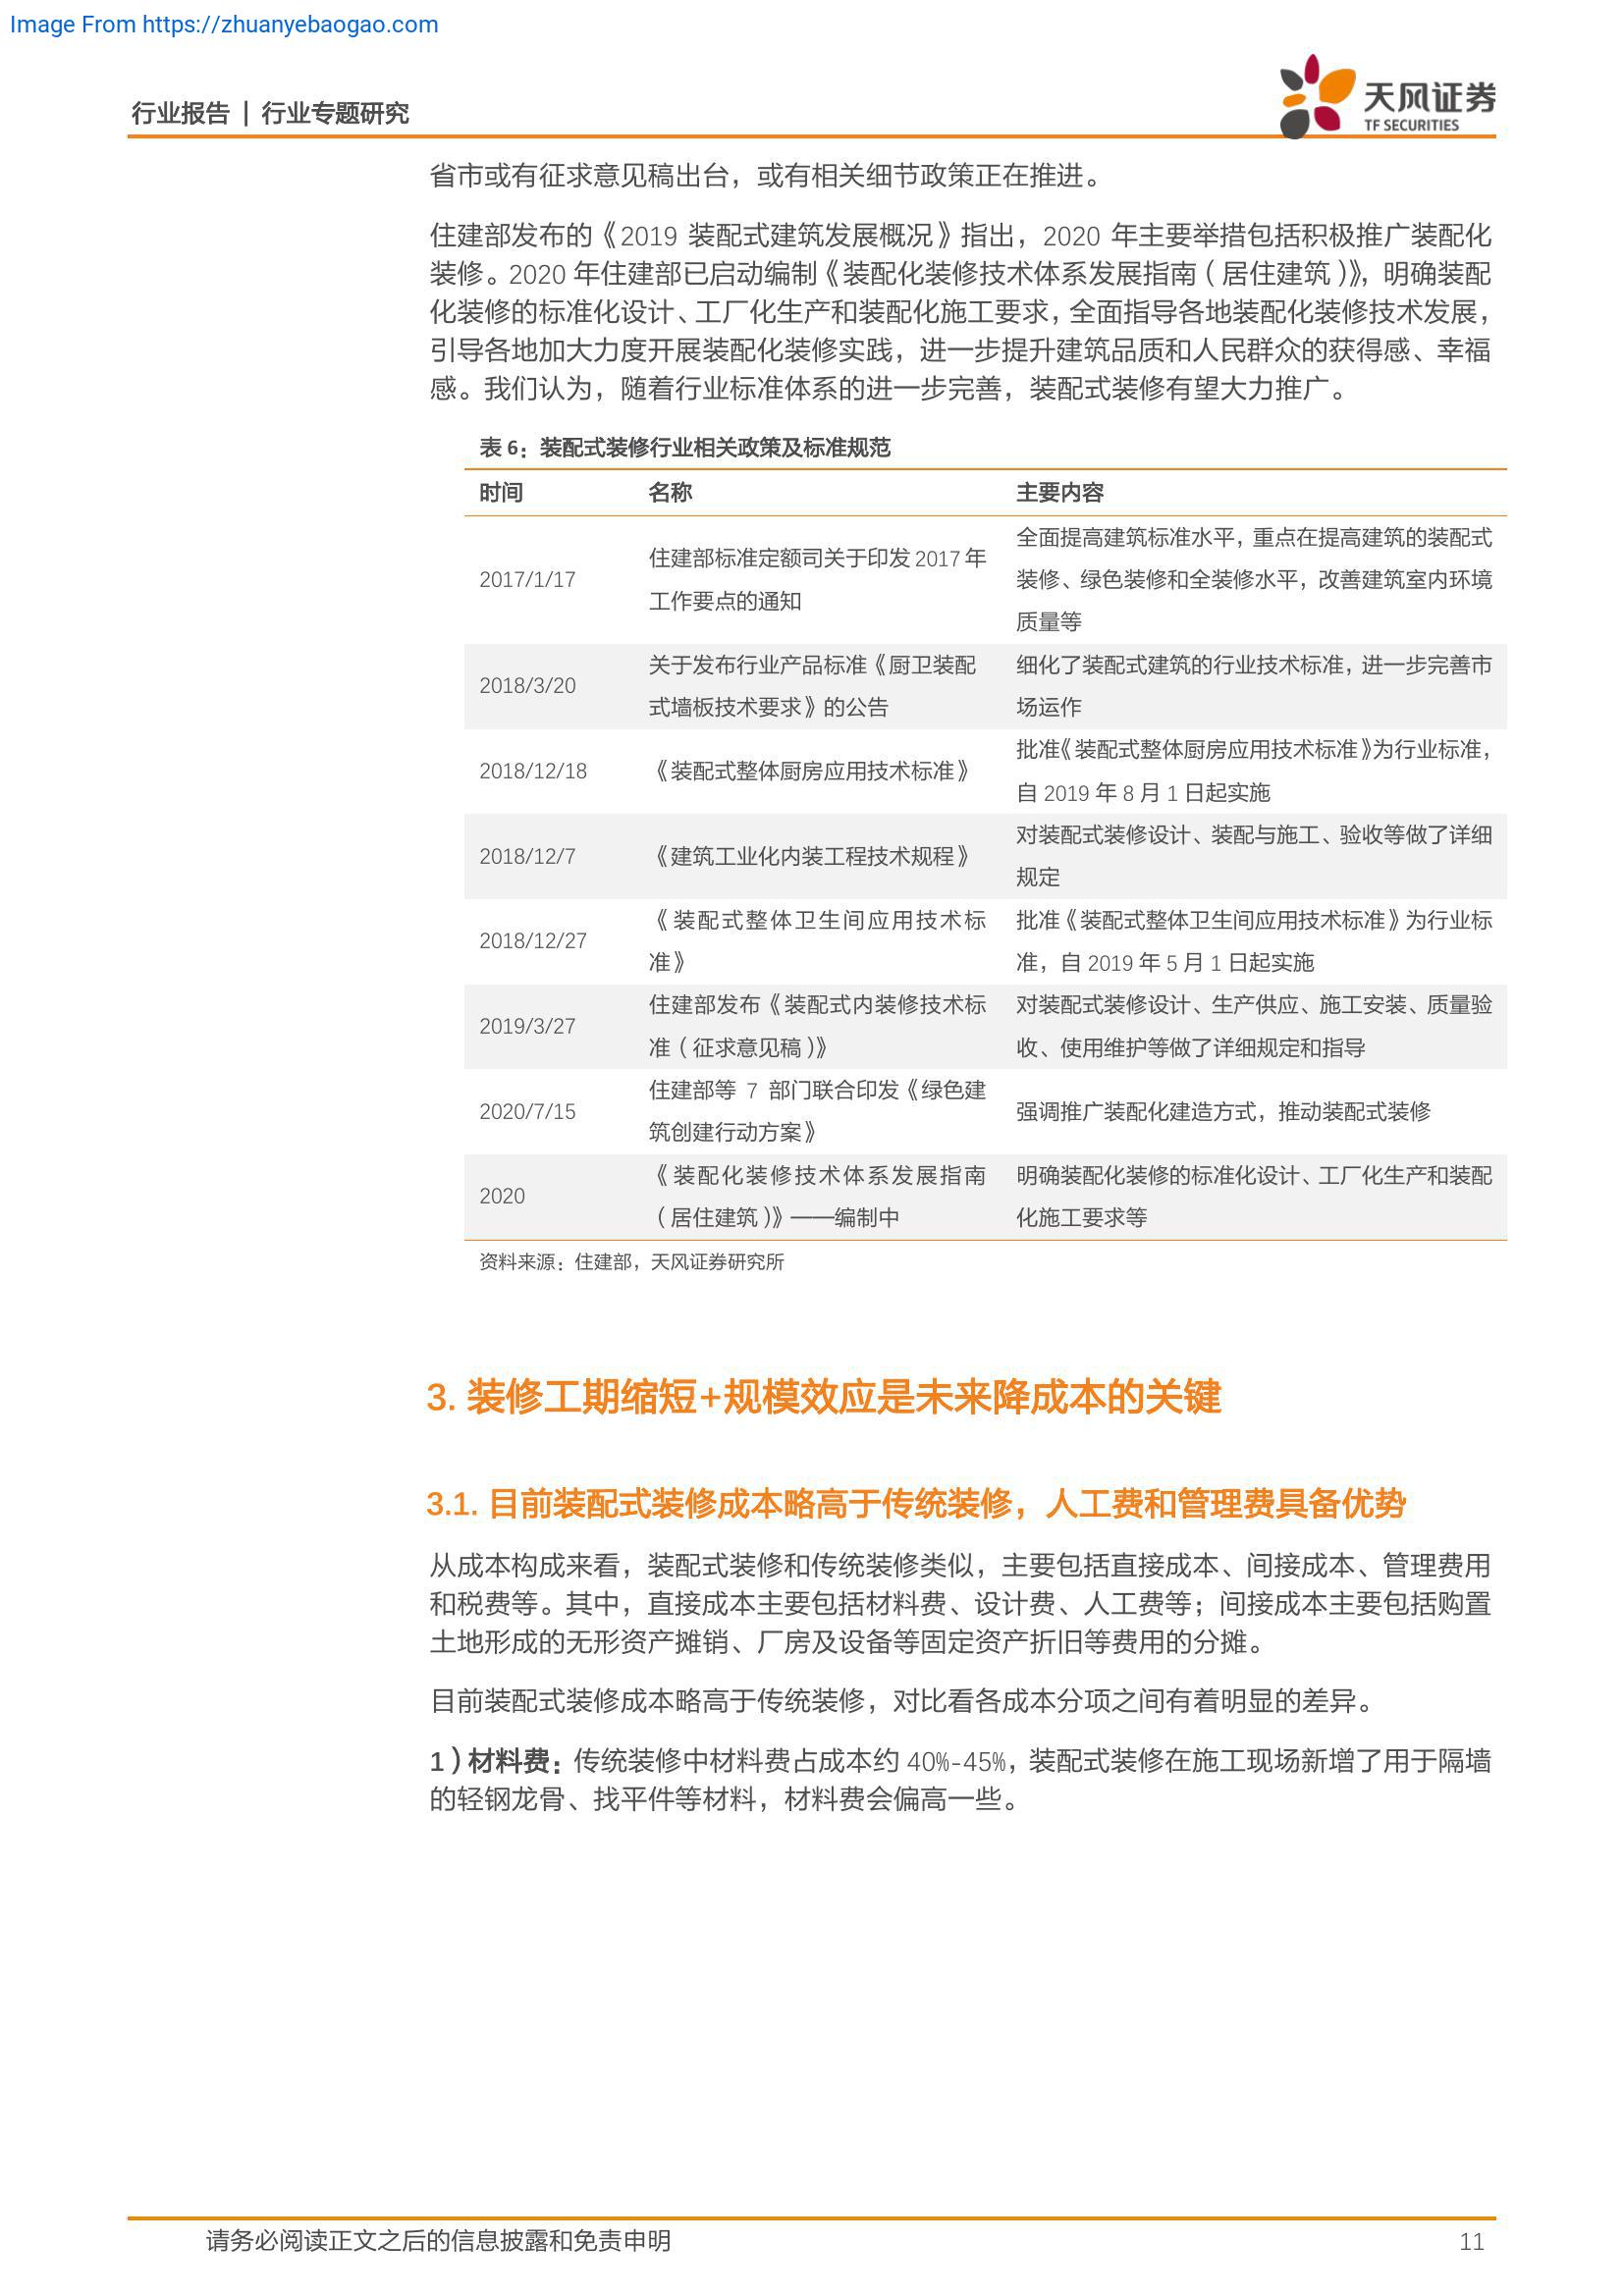 Image From https://zhuanyebaogao.com
行业报告 | 行业专题研究
天风证券
TF SECURITIES
省市或有征求意见稿出台，或有相关细节政策正在推进。
住建部发布的《2019 装配式建筑发展概况》指出，2020 年主要举措包括积极推广装配化
装修。2020 年住建部已启动编制《装配化装修技术体系发展指南（居住建筑）》，明确装配
化装修的标准化设计、工厂化生产和装配化施工要求，全面指导各地装配化装修技术发展，
引导各地加大力度开展装配化装修实践，进一步提升建筑品质和人民群众的获得感、幸福
感。我们认为，随着行业标准体系的进一步完善，装配式装修有望大力推广。
表 6：装配式装修行业相关政策及标准规范
时间 名称 主要内容
2017/1/17
住建部标准定额司关于印发 2017 年
工作要点的通知
全面提高建筑标准水平，重点在提高建筑的装配式
装修、绿色装修和全装修水平，改善建筑室内环境
质量等
2018/3/20
关于发布行业产品标准《厨卫装配
式墙板技术要求》的公告
细化了装配式建筑的行业技术标准，进一步完善市
场运作
2018/12/18
《装配式整体厨房应用技术标准》
批准《装配式整体厨房应用技术标准》为行业标准，
自 2019 年 8 月 1 日起实施
2018/12/7
《建筑工业化内装工程技术规程》
对装配式装修设计、装配与施工、验收等做了详细
规定
2018/12/27
《装配式整体卫生间应用技术标
准》
批准《装配式整体卫生间应用技术标准》为行业标
准，自 2019 年 5 月 1 日起实施
2019/3/27
住建部发布《装配式内装修技术标
准（征求意见稿）》
对装配式装修设计、生产供应、施工安装、质量验
收、使用维护等做了详细规定和指导
2020/7/15
住建部等 7 部门联合印发《绿色建
筑创建行动方案》
强调推广装配化建造方式，推动装配式装修
2020
《装配化装修技术体系发展指南
（居住建筑）》——编制中
明确装配化装修的标准化设计、工厂化生产和装配
化施工要求等
资料来源：住建部，天风证券研究所
3. 装修工期缩短+规模效应是未来降成本的关键
3.1. 目前装配式装修成本略高于传统装修，人工费和管理费具备优势
从成本构成来看，装配式装修和传统装修类似，主要包括直接成本、间接成本、管理费用
和税费等。其中，直接成本主要包括材料费、设计费、人工费等；间接成本主要包括购置
土地形成的无形资产摊销、厂房及设备等固定资产折旧等费用的分摊。
目前装配式装修成本略高于传统装修，对比看各成本分项之间有着明显的差异。
1）材料费：传统装修中材料费占成本约 40%-45%，装配式装修在施工现场新增了用于隔墙
的轻钢龙骨、找平件等材料，材料费会偏高一些。
请务必阅读正文之后的信息披露和免责申明
11